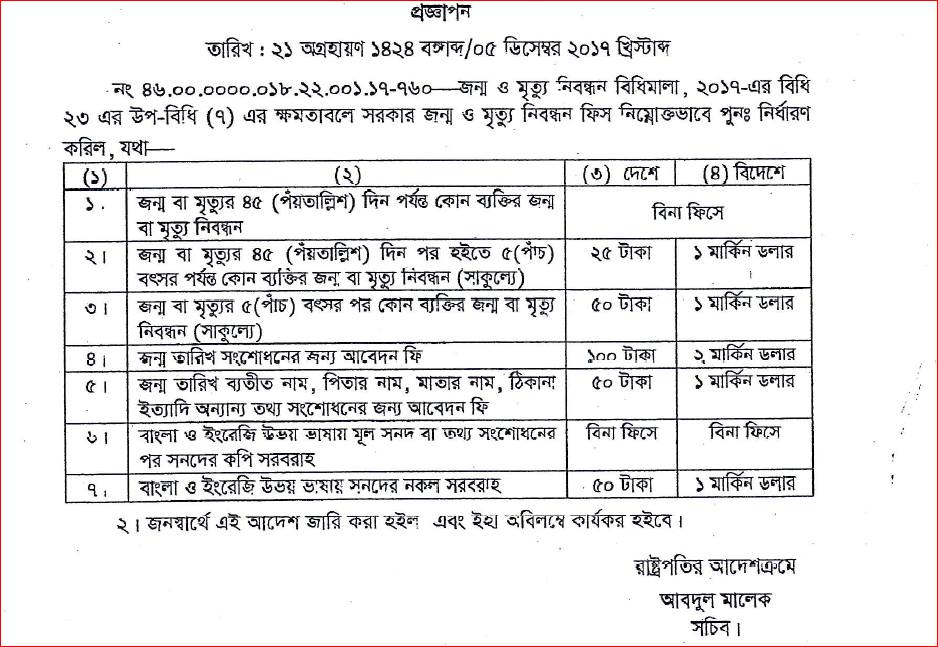 প্রজ্ঞাপন
তারিখ : ২১ অগ্রহায়ণ ১৪২৪ বঙ্গাব্দ/০৫ ডিসেম্বর ২০১৭ খ্রিস্টাব্দ
নং ৪৬.০০.০০০০.০১৮.২২.০০১.১৭-৭৬০—জন্ম ও মৃত্যু নিবন্ধন বিধিমালা, ২০১৭-এর বিধি
২৩ এর উপ-বিধি (৭) এর ক্ষমতাবলে সরকার জন্ম ও মৃত্যু নিবন্ধন ফিস নিম্নোক্তভাবে পুনঃ নির্ধারণ
করিল, যথা—
(১) (২) (৩) দেশে (৪) বিদেশে
১. জন্ম বা মৃত্যুর ৪৫ (পঁয়তাল্লিশ) দিন পর্যন্ত কোন ব্যক্তির জন্ম
বা মৃত্যু নিবন্ধন
বিনা ফিসে
২। জন্ম বা মৃত্যুর ৪৫ (পঁয়তাল্লিশ) দিন পর হইতে ৫(পাঁচ) ২৫ টাকা ১ মার্কিন ডলার
বৎসর পর্যন্ত কোন ব্যক্তির জন্ম বা মৃত্যু নিবন্ধন (সাকুল্যে)
৩। জন্ম বা মৃত্যুর ৫(পাঁচ) বৎসর পর কোন ব্যক্তির জন্ম বা মৃত্যু ৫০ টাকা ১ মার্কিন ডলার
নিবন্ধন (সাকুল্যে)
৪। জন্ম তারিখ সংশোধনের জন্য আবেদন ফি ১০০ টাকা ২ মার্কিন ডলার
৫। জন্ম তারিখ ব্যতীত নাম, পিতার নাম, মাতার নাম, ঠিকানা ৫০ টাকা ১ মার্কিন ডলার
ইত্যাদি অন্যান্য তথ্য সংশোধনের জন্য আবেদন ফি
৬। বাংলা ও ইংরেজি উভয় ভাষায় মূল সনদ বা তথ্য সংশোধনের বিনা ফিসে বিনা ফিসে
পর সনদের কপি সরবরাহ
৭। বাংলা ও ইংরেজি উভয় ভাষায় সনদের নকল সরবরাহ ৫০ টাকা ১ মার্কিন ডলার
২। জনস্বার্থে এই আদেশ জারি করা হইল এবং ইহা অবিলম্বে কার্যকর হইবে।
রাষ্ট্রপতির আদেশক্রমে
আবদুল মালেক
সচিব।